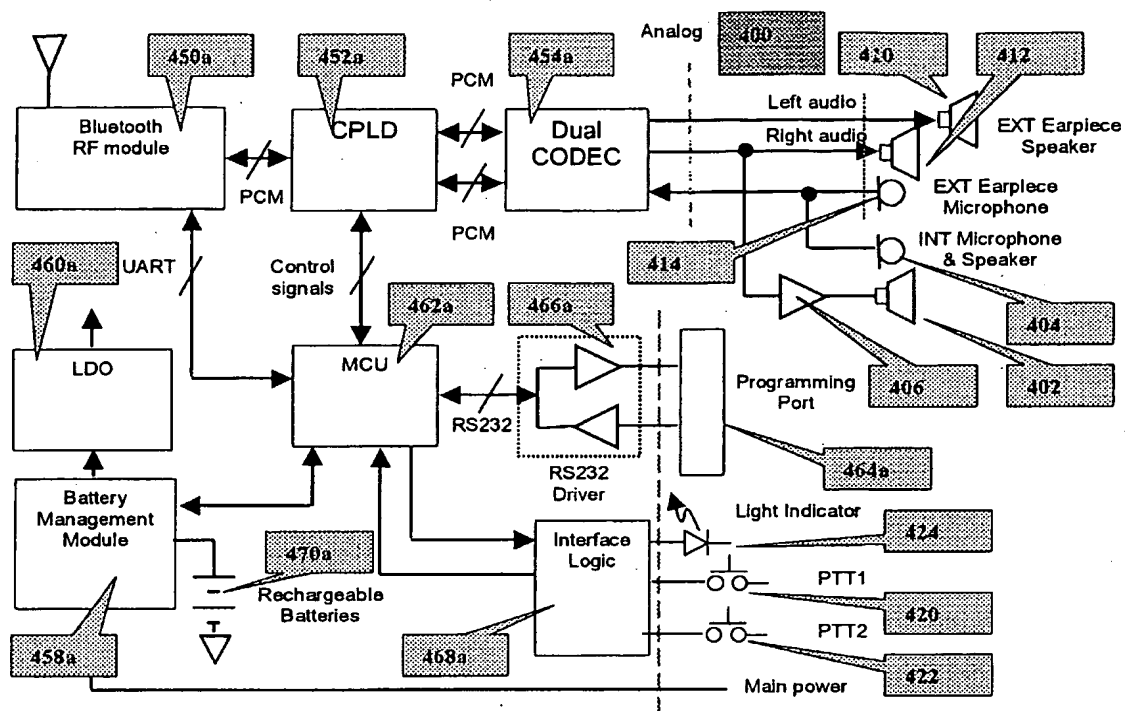 Analog
400
410
412
450a
452a
454a
PCM
Left audio
Bluetooth
RF module
CPLD
Dual
CODEC
Right audio
EXT Earpiece
Speaker
PCM
PCM
EXT Earpiece
Microphone
414
INT Microphone
& Speaker
460a
UART
Control
signals
462a
466a
404
406
402
LDO
MCU
RS232
Programming
Port
464a
RS232
Driver
Battery
Management
Module
470a
Rechargeable
Batteries
Interface
Logic
Light Indicator
424
PTT1
420
PTT2
422
458a
468a
Main power